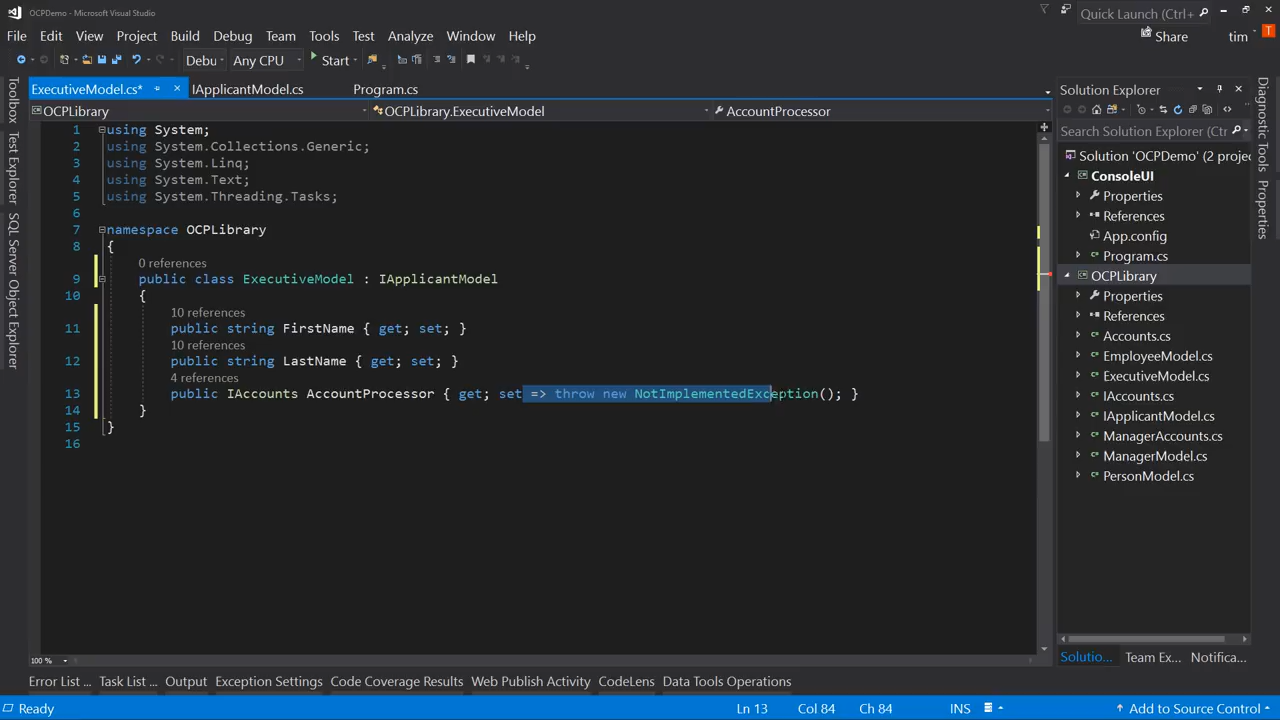 OCPDemo - Microsoft Visual Studio
Quick Launch (Ctrl+
File Edit View Project Build Debug Team Tools Test Analyze Window Help
Share tim T
Debu Any CPU Start
ExecutiveModel.cs* IApplicantModel.cs Program.cs
OCPLibrary OCPLibrary.ExecutiveModel AccountProcessor
Toolbox
Test Explorer
SQL Server Object Explorer
1 using System;
2 using System.Collections.Generic;
3 using System.Linq;
4 using System.Text;
5 using System.Threading.Tasks;
6
7 namespace OCPLibrary
8 {
0 references
9 public class ExecutiveModel : IApplicantModel
10 {
10 references
11 public string FirstName { get; set; }
10 references
12 public string LastName { get; set; }
4 references
13 public IAccounts AccountProcessor { get; set => throw new NotImplementedException(); }
14 }
15 }
16
Solution Explorer
Search Solution Explorer (Ctr
Solution 'OCPDemo' (2 projec
ConsoleUI
Properties
References
App.config
Program.cs
OCPLibrary
Properties
References
Accounts.cs
EmployeeModel.cs
ExecutiveModel.cs
IAccounts.cs
IApplicantModel.cs
ManagerAccounts.cs
ManagerModel.cs
PersonModel.cs
Diagnostic Tools
Properties
100 %
Solutio... Team Ex... Notifica...
Error List ... Task List ... Output Exception Settings Code Coverage Results Web Publish Activity CodeLens Data Tools Operations
Ready Ln 13 Col 84 Ch 84 INS Add to Source Control